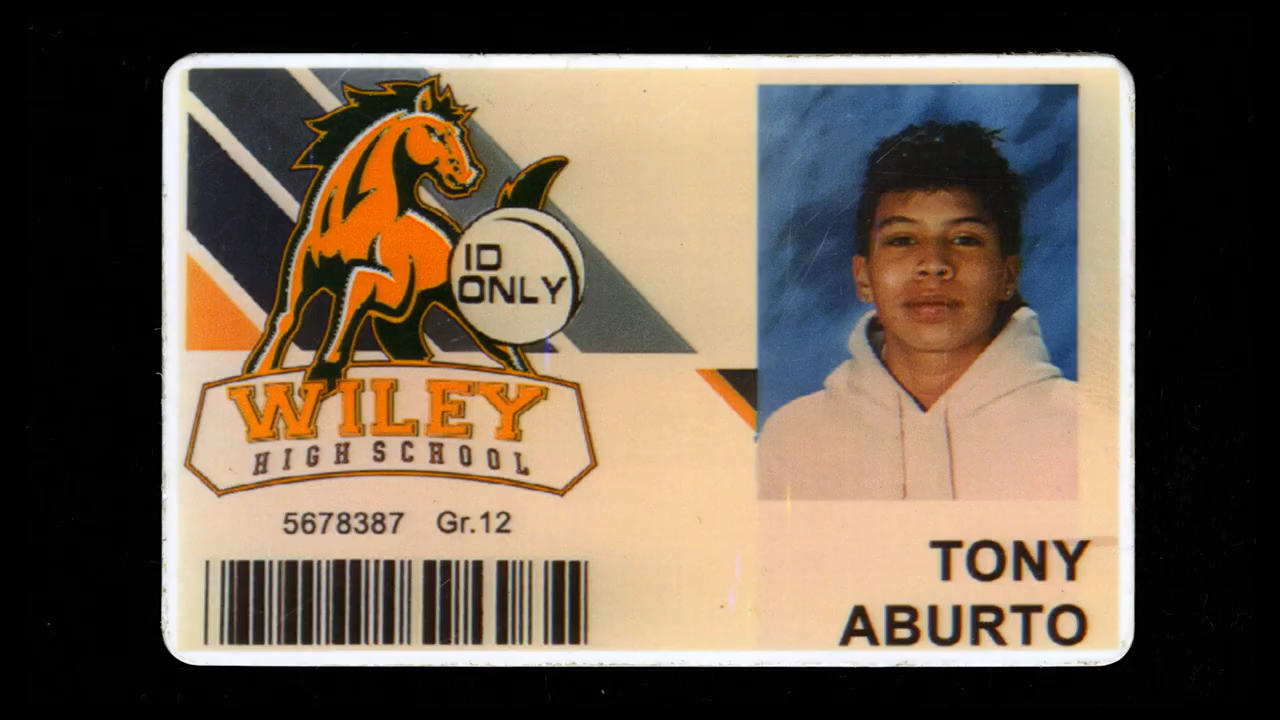 ID
ONLY
WILEY
HIGH SCHOOL
5678387 Gr.12
TONY
ABURTO